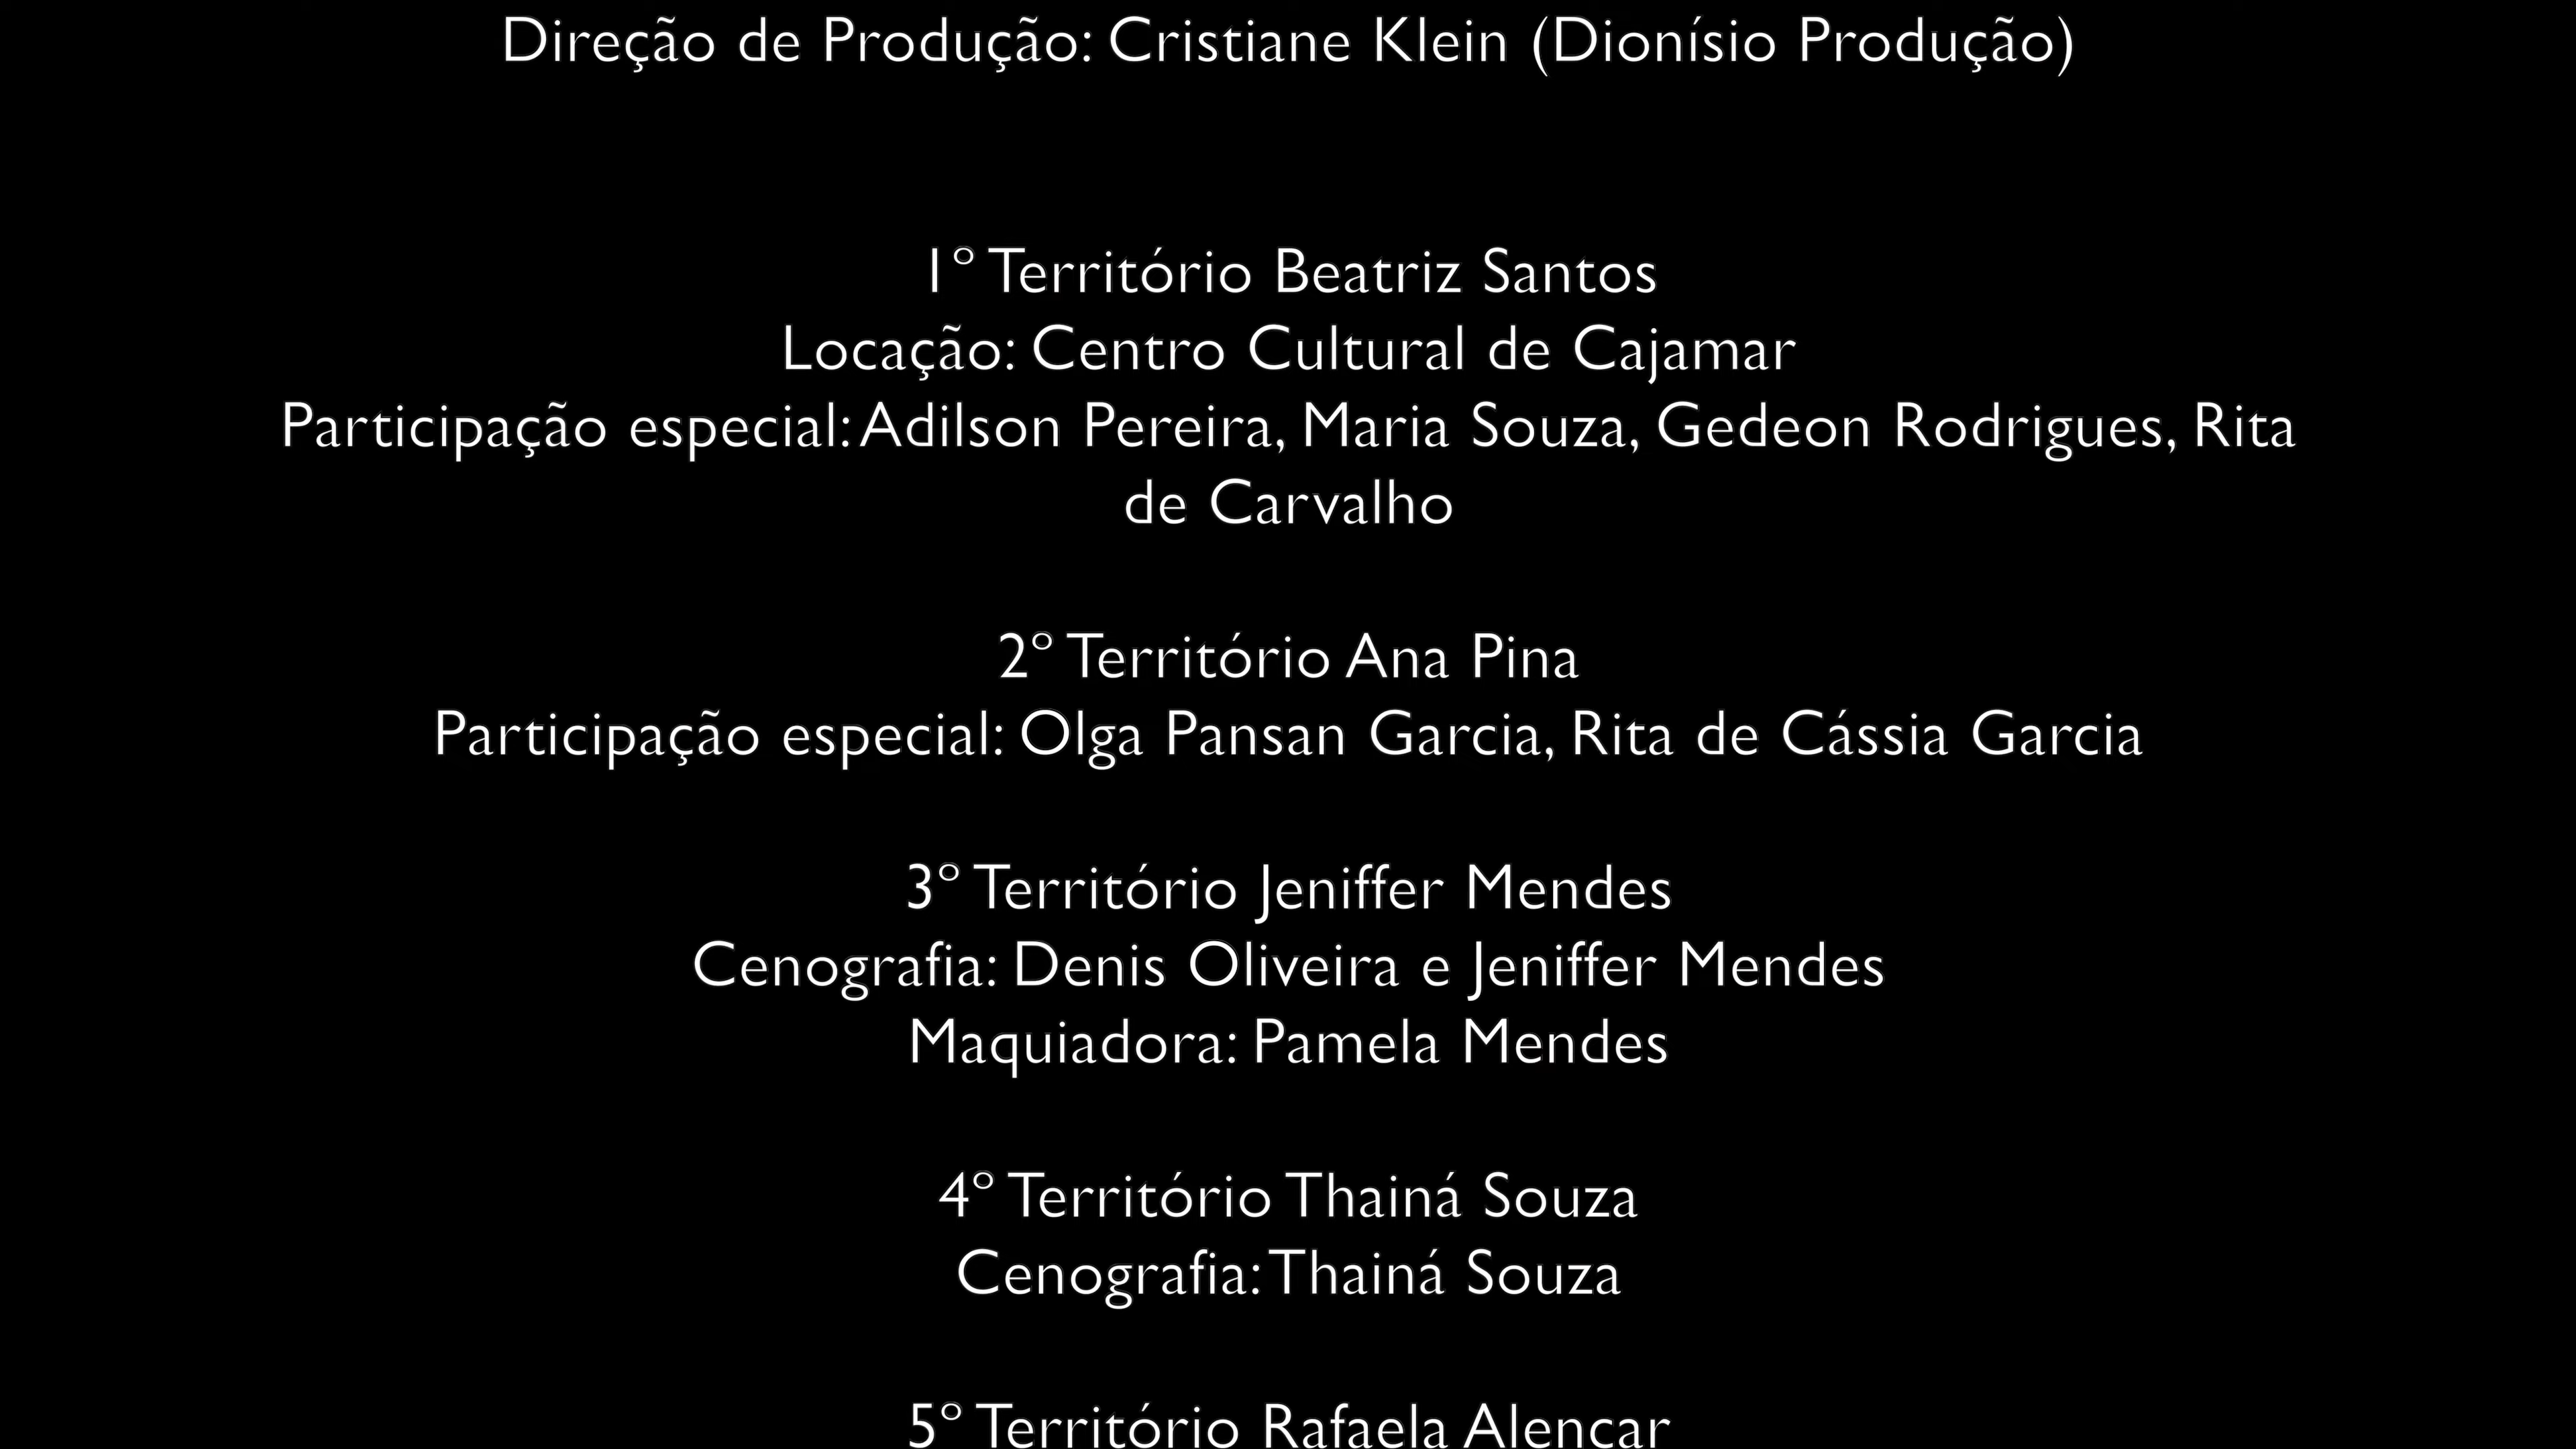 Direção de Produção: Cristiane Klein (Dionísio Produção)
1º Território Beatriz Santos
Locação: Centro Cultural de Cajamar
Participação especial: Adilson Pereira, Maria Souza, Gedeon Rodrigues, Rita
de Carvalho
2º Território Ana Pina
Participação especial: Olga Pansan Garcia, Rita de Cássia Garcia
3º Território Jeniffer Mendes
Cenografia: Denis Oliveira e Jeniffer Mendes
Maquiadora: Pamela Mendes
4º Território Thainá Souza
Cenografia: Thainá Souza
5º Território Rafaela Alencar